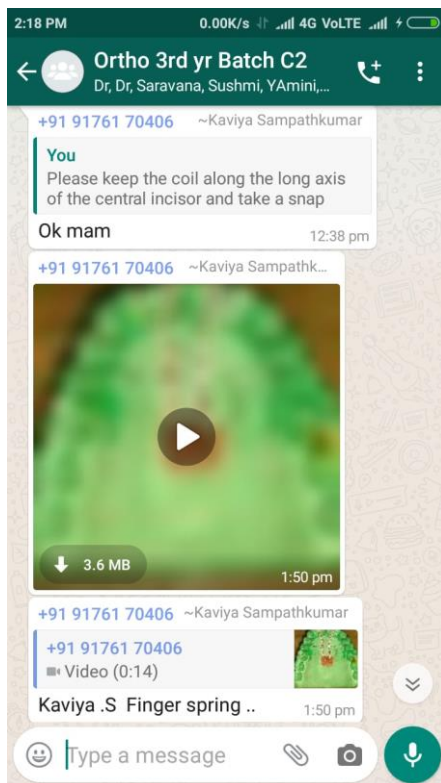 2:18 PM 0.00K/s 4G VoLTE
Ortho 3rd yr Batch C2
Dr, Dr, Saravana, Sushmi, YAmini,...
+91 91761 70406 ~Kaviya Sampathkumar
You
Please keep the coil along the long axis
of the central incisor and take a snap
Ok mam 12:38 pm
+91 91761 70406 ~Kaviya Sampathk...
3.6 MB 1:50 pm
+91 91761 70406 ~Kaviya Sampathkumar
+91 91761 70406
Video (0:14)
Kaviya .S Finger spring .. 1:50 pm
Type a message